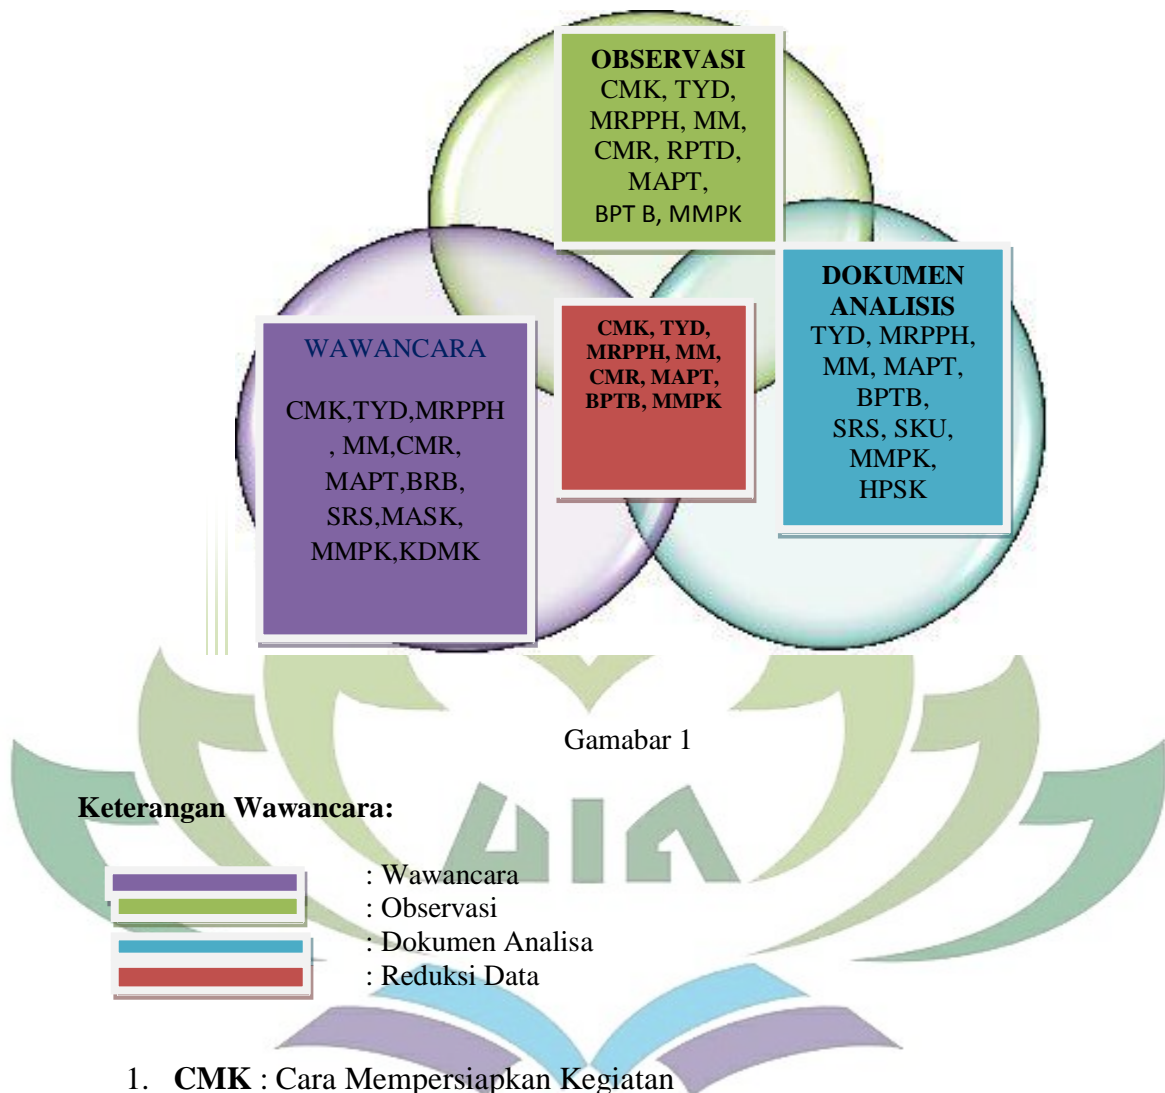 OBSERVASI
CMK, TYD,
MRPPH, MM,
CMR, RPTD,
MAPT,
BPT B, MMPK
DOKUMEN
ANALISIS
TYD, MRPPH,
MM, MAPT,
BPTB,
SRS, SKU,
MMPK,
HPSK
WAWANCARA
CMK,TYD,MRPPH
, MM,CMR,
MAPT,BRB,
SRS,MASK,
MMPK,KDMK
CMK, TYD,
MRPPH, MM,
CMR, MAPT,
BPTB, MMPK
Gamabar 1
Keterangan Wawancara:
: Wawancara
: Observasi
: Dokumen Analisa
: Reduksi Data
1. CMK : Cara Mempersiapkan Kegiatan